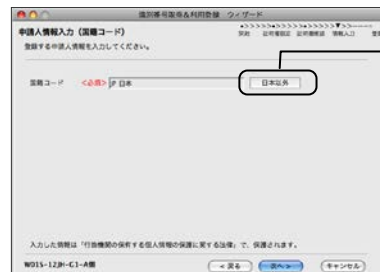 識別番号取得&利用登録 ウィザード
申請人情報入力（国籍コード）
登録する申請人情報を入力してください。
国籍コード <必須> JP 日本 日本以外
入力した情報は「行政機関の保有する個人情報の保護に関する法律」で、保護されます。
<戻る 次へ> キャンセル